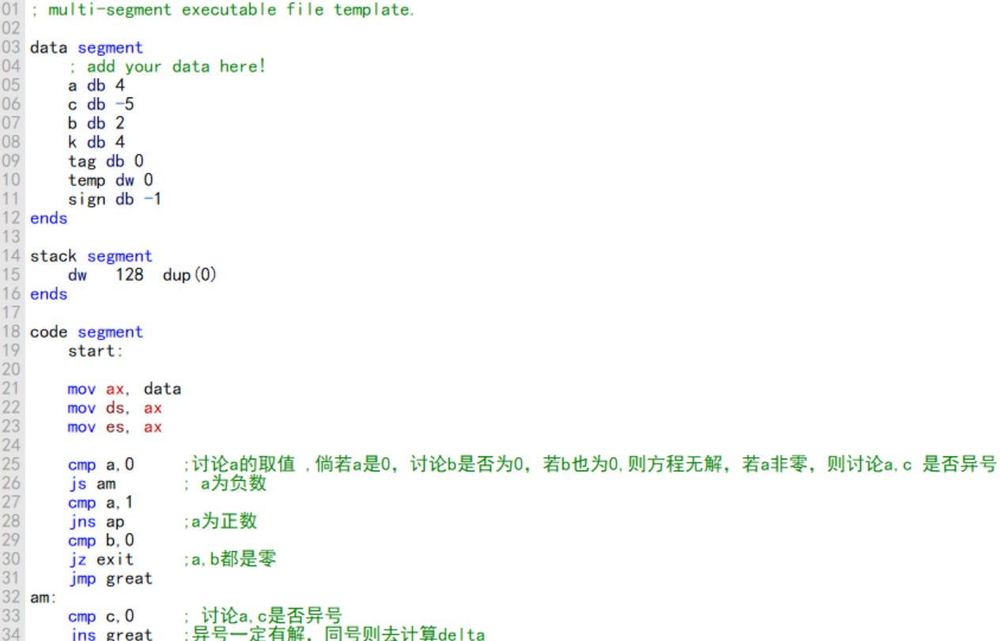 01 ; multi-segment executable file template.
02
03 data segment
04     ; add your data here!
05     a db 4
06     c db -5
07     b db 2
08     k db 4
09     tag db 0
10     temp dw 0
11     sign db -1
12 ends
13
14 stack segment
15     dw   128  dup(0)
16 ends
17
18 code segment
19     start:
20
21     mov ax, data
22     mov ds, ax
23     mov es, ax
24
25     cmp a,0     ;讨论a的取值 ,倘若a是0，讨论b是否为0，若b也为0,则方程无解，若a非零，则讨论a,c 是否异号
26     js am       ; a为负数
27     cmp a,1
28     jns ap      ;a为正数
29     cmp b,0
30     jz exit     ;a,b都是零
31     jmp great
32 am:
33     cmp c,0     ; 讨论a,c是否异号
34     jns great   ;异号一定有解，同号则去计算delta